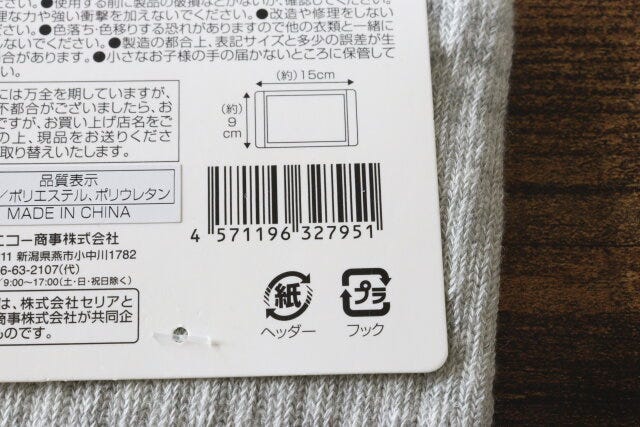 ●使用する前に製品の破損などがないか、確認してください。
理な力や強い衝撃を加えないでください。●改造や修理をしない
ください。●色落ち・色移りする恐れがありますので他の衣類と一緒に
しないでください。●製造の都合上、表記サイズと多少の誤差が生
場合があります。●小さなお子様の手の届かないところに保管して
には万全を期していますが、
不都合がございましたら、お
ですが、お買い上げ店名をご
の上、現品をお送りくださ
取り替えいたします。
(約)15cm
(約)
9
cm
品質表示
/ポリエステル、ポリウレタン
MADE IN CHINA
エコー商事株式会社
11 新潟県燕市小中川1782
6-63-2107(代)
/9:00~17:00(土・日・祝日除く)
は、株式会社セリアと
商事株式会社が共同企
ものです。
4 571196 327951
紙
ヘッダー
プラ
フック